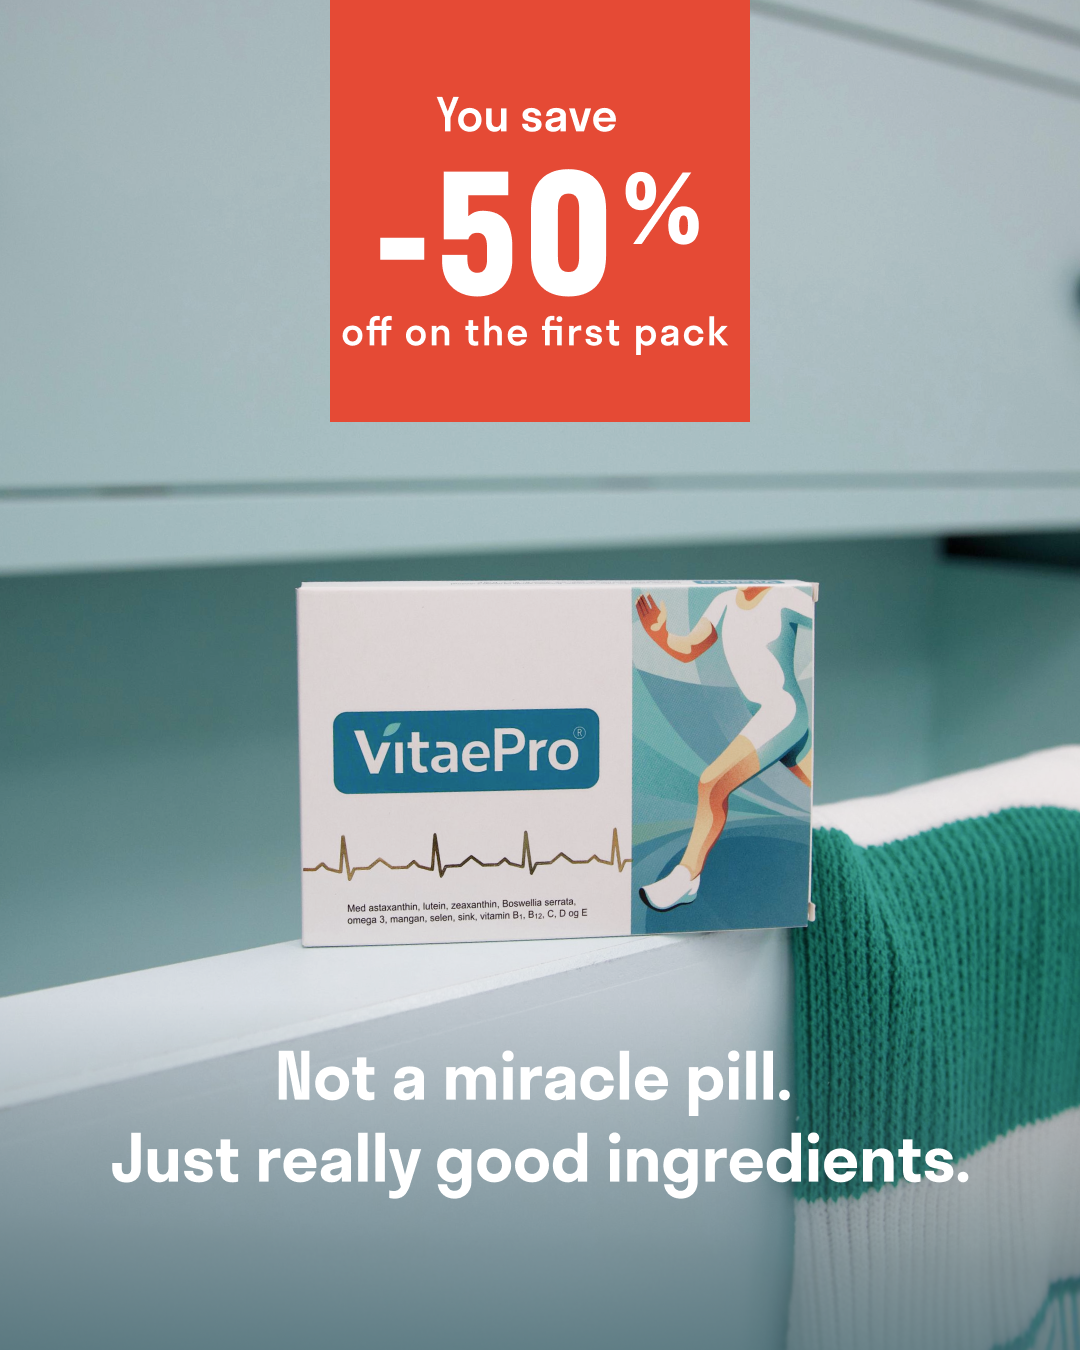 You save
-50%
off on the first pack
VitaePro®
Med astaxanthin, lutein, zeaxanthin, Boswellia serrata,
omega 3, mangan, selen, sink, vitamin B₁, B₁₂, C, D og E
Not a miracle pill.
Just really good ingredients.